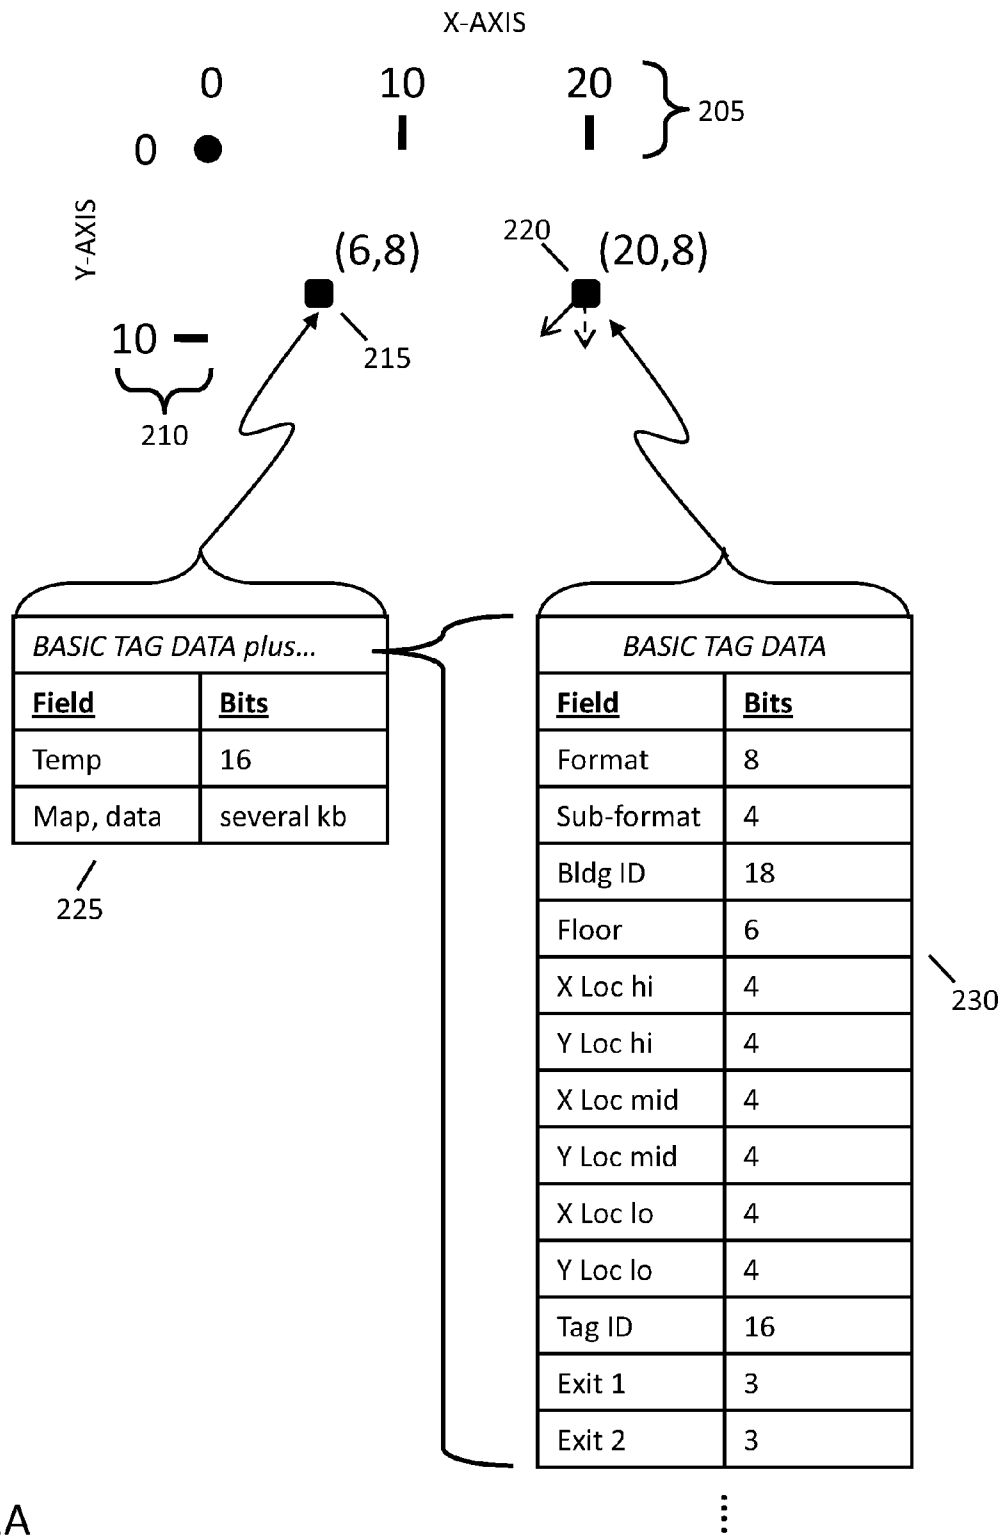 X-AXIS
0 10 20
205
0
Y-AXIS
220
(6,8) (20,8)
10
215
210
BASIC TAG DATA plus...
Field Bits
Temp 16
Map, data several kb
225
BASIC TAG DATA
Field Bits
Format 8
Sub-format 4
Bldg ID 18
Floor 6
X Loc hi 4
Y Loc hi 4
X Loc mid 4
Y Loc mid 4
X Loc lo 4
Y Loc lo 4
Tag ID 16
Exit 1 3
Exit 2 3
230
A